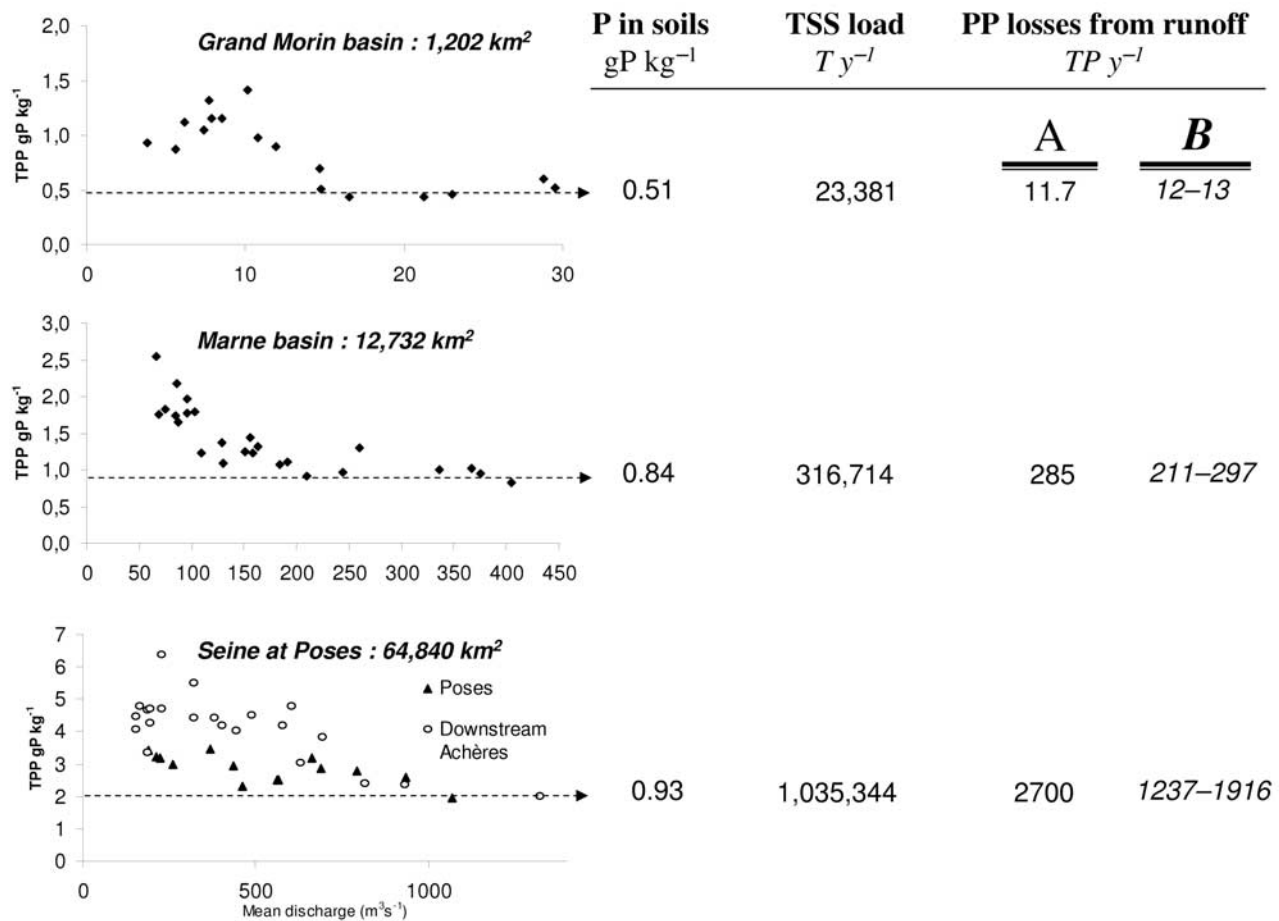 P in soils TSS load PP losses from runoff
gP kg⁻¹ T y⁻¹ TP y⁻¹
A B
Grand Morin basin : 1,202 km²
TPP gP kg⁻¹
2,0
1,5
1,0
0,5
0,0
0 10 20 30
0.51 23,381 11.7 12–13
Marne basin : 12,732 km²
TPP gP kg⁻¹
3,0
2,5
2,0
1,5
1,0
0,5
0,0
0 50 100 150 200 250 300 350 400 450
0.84 316,714 285 211–297
Seine at Poses : 64,840 km²
Poses
Downstream
Achères
TPP gP kg⁻¹
7
6
5
4
3
2
1
0
0 500 1000
Mean discharge (m³s⁻¹)
0.93 1,035,344 2700 1237–1916